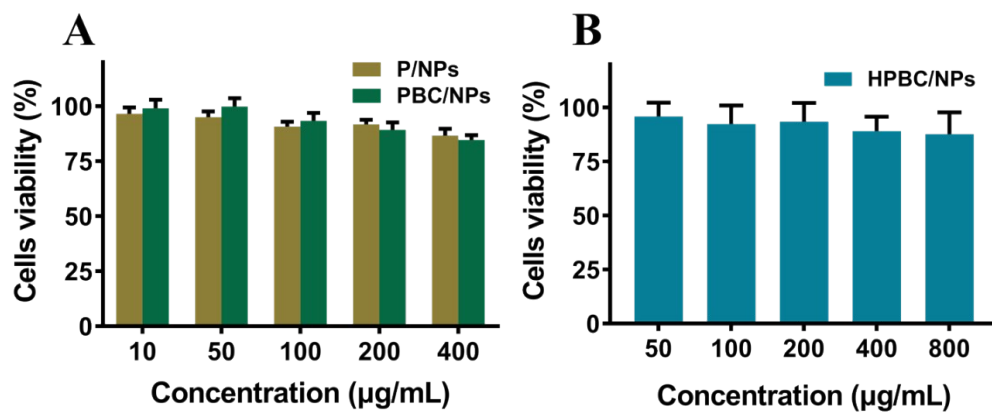 A
P/NPs
PBC/NPs
Cells viability (%)
100
75
50
25
0
10 50 100 200 400
Concentration (µg/mL)
B
HPBC/NPs
Cells viability (%)
100
75
50
25
0
50 100 200 400 800
Concentration (µg/mL)